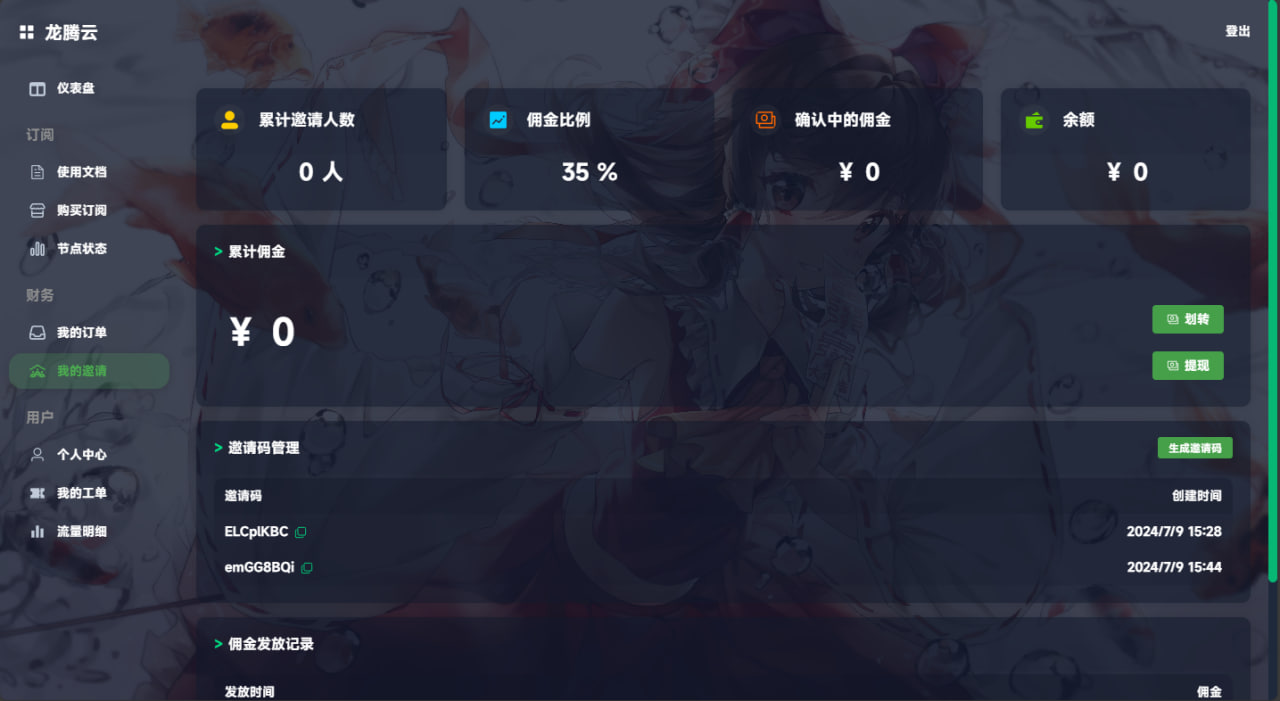 龙腾云
登出
仪表盘
订阅
使用文档
购买订阅
节点状态
财务
我的订单
我的邀请
用户
个人中心
我的工单
流量明细
累计邀请人数
0 人
佣金比例
35 %
确认中的佣金
¥ 0
余额
¥ 0
> 累计佣金
¥ 0
划转
提现
> 邀请码管理
生成邀请码
邀请码 创建时间
ELCplKBC 2024/7/9 15:28
emGG8BQi 2024/7/9 15:44
> 佣金发放记录
发放时间 佣金